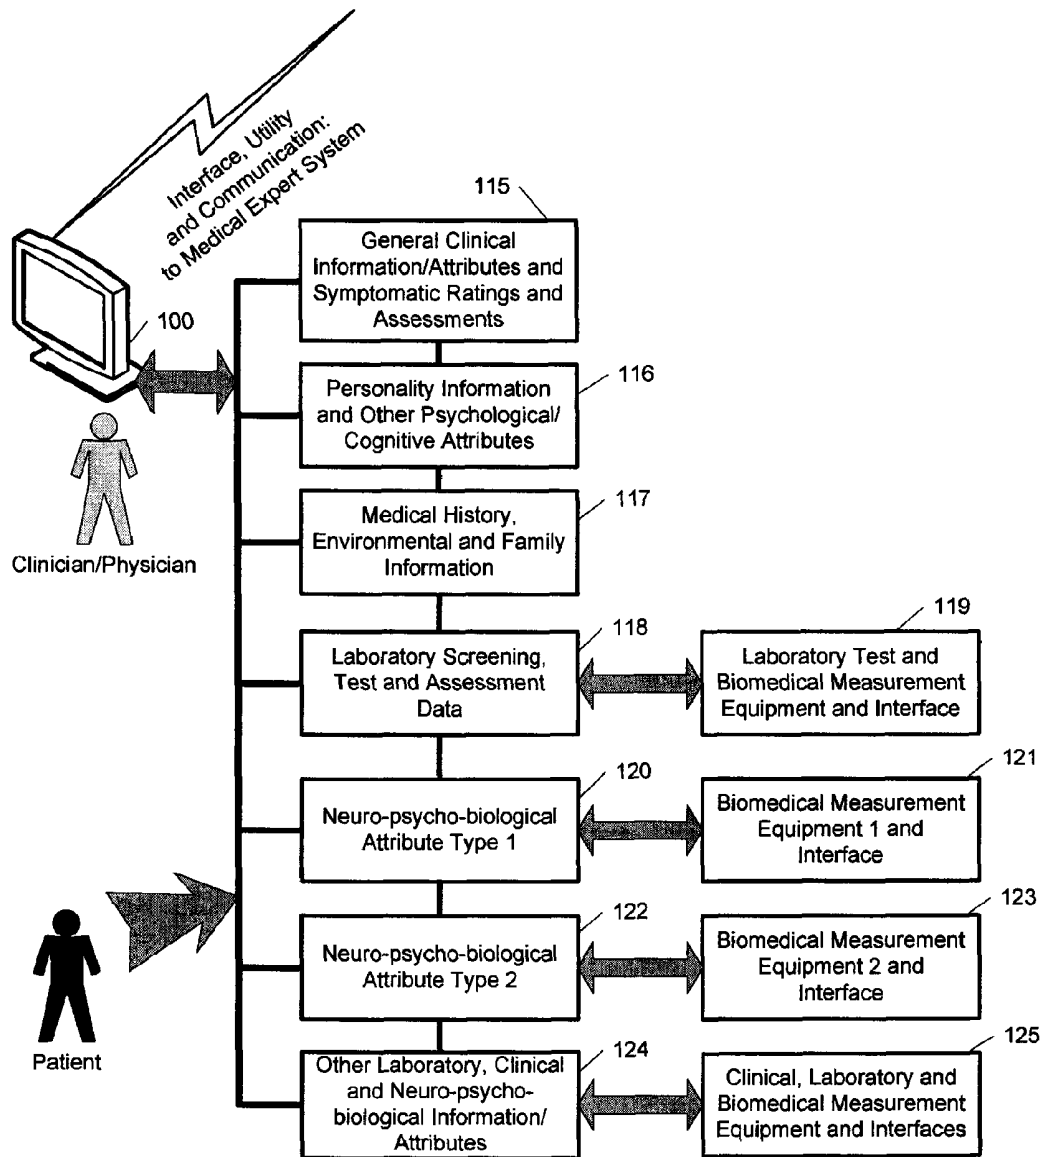 Interface, Utility
and Communication:
to Medical Expert System
115
General Clinical
Information/Attributes and
Symptomatic Ratings and
Assessments
100
116
Personality Information
and Other Psychological/
Cognitive Attributes
Clinician/Physician
117
Medical History,
Environmental and Family
Information
118
Laboratory Screening,
Test and Assessment
Data
119
Laboratory Test and
Biomedical Measurement
Equipment and Interface
120
Neuro-psycho-biological
Attribute Type 1
121
Biomedical Measurement
Equipment 1 and
Interface
122
Neuro-psycho-biological
Attribute Type 2
123
Biomedical Measurement
Equipment 2 and
Interface
Patient
124
Other Laboratory, Clinical
and Neuro-psycho-
biological Information/
Attributes
125
Clinical, Laboratory and
Biomedical Measurement
Equipment and Interfaces